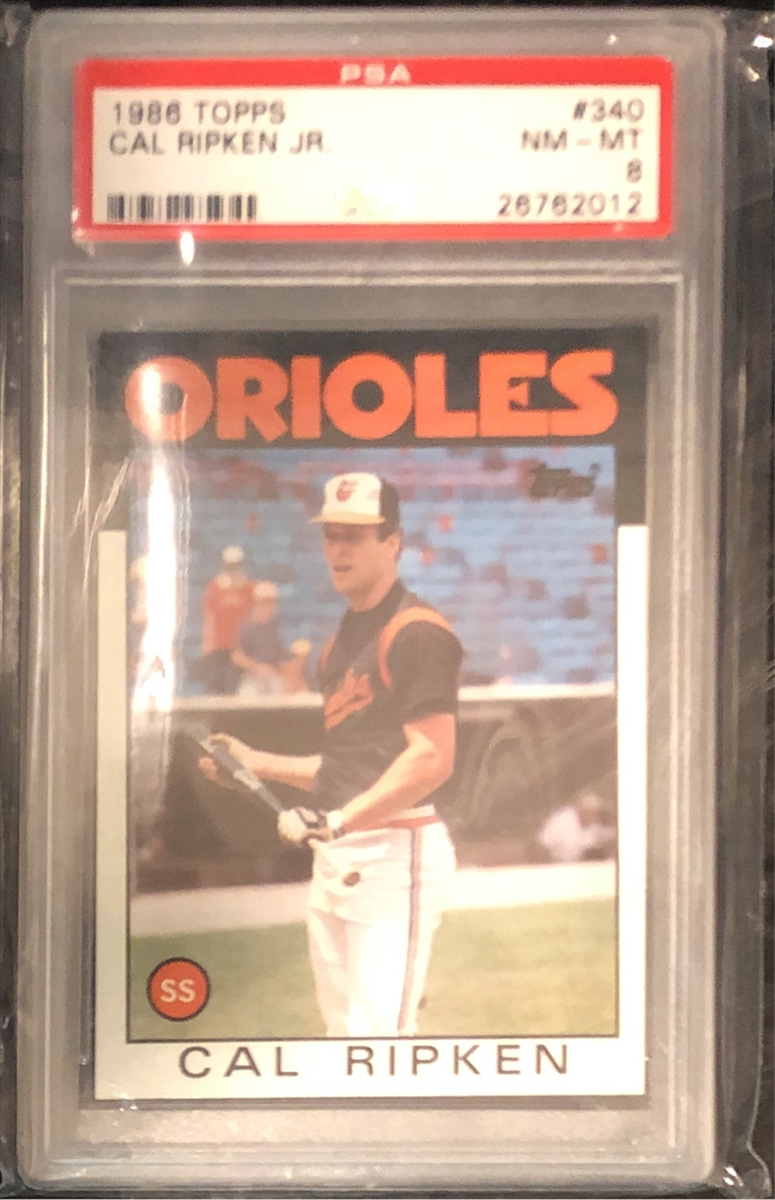 PSA
1986 TOPPS #340
CAL RIPKEN JR. NM - MT
8
26762012
ORIOLES
Topps
SS
CAL RIPKEN